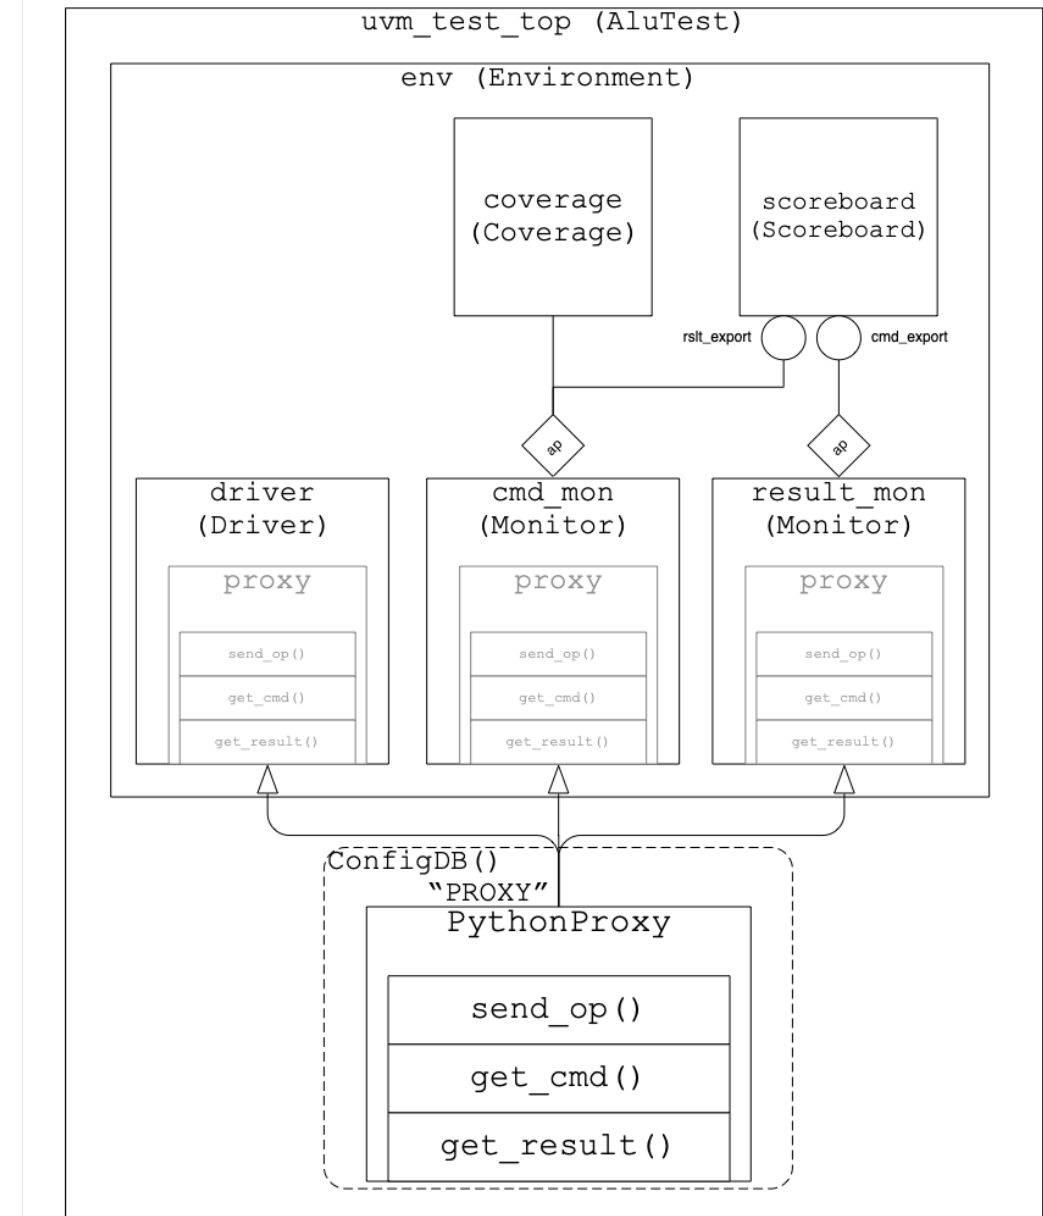 uvm_test_top (AluTest)
env (Environment)
coverage
(Coverage)
scoreboard
(Scoreboard)
rslt_export
cmd_export
ap
ap
driver
(Driver)
proxy
send_op()
get_cmd()
get_result()
cmd_mon
(Monitor)
proxy
send_op()
get_cmd()
get_result()
result_mon
(Monitor)
proxy
send_op()
get_cmd()
get_result()
ConfigDB()
“PROXY”
PythonProxy
send_op()
get_cmd()
get_result()